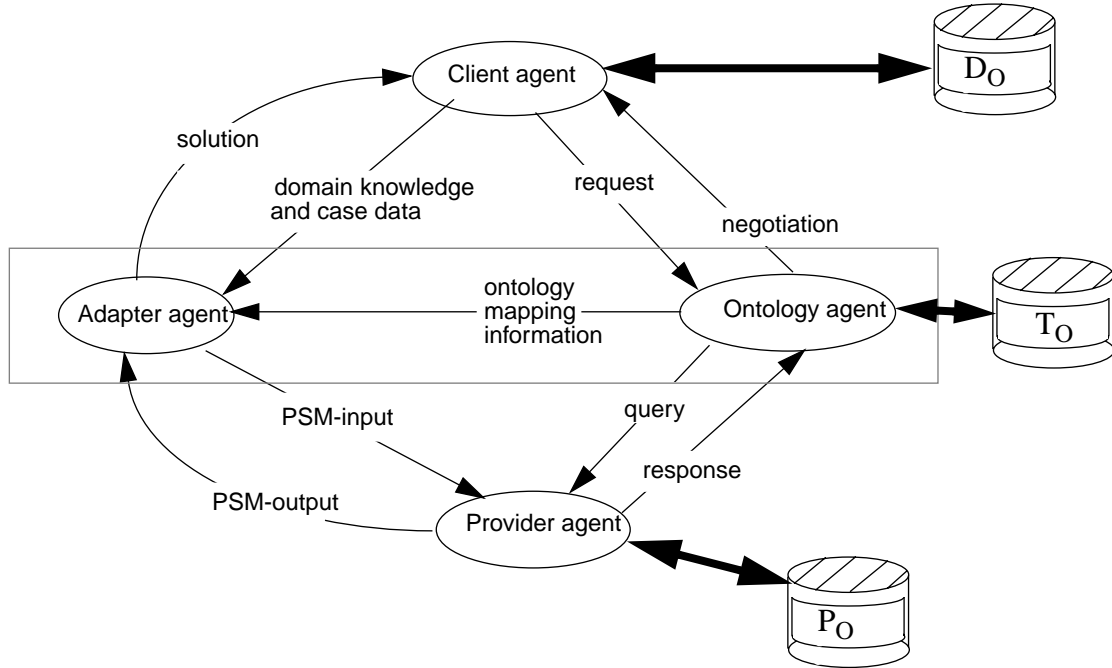 Client agent
D_O
solution
domain knowledge
and case data
request
negotiation
Adapter agent
ontology
mapping
information
Ontology agent
T_O
PSM-input
query
response
PSM-output
Provider agent
P_O